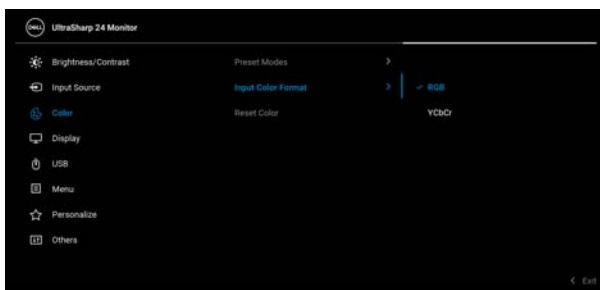 DELL UltraSharp 24 Monitor
Brightness/Contrast Preset Modes >
Input Source Input Color Format > ✓ RGB
Color Reset Color YCbCr
Display
USB
Menu
Personalize
Others
< Exit